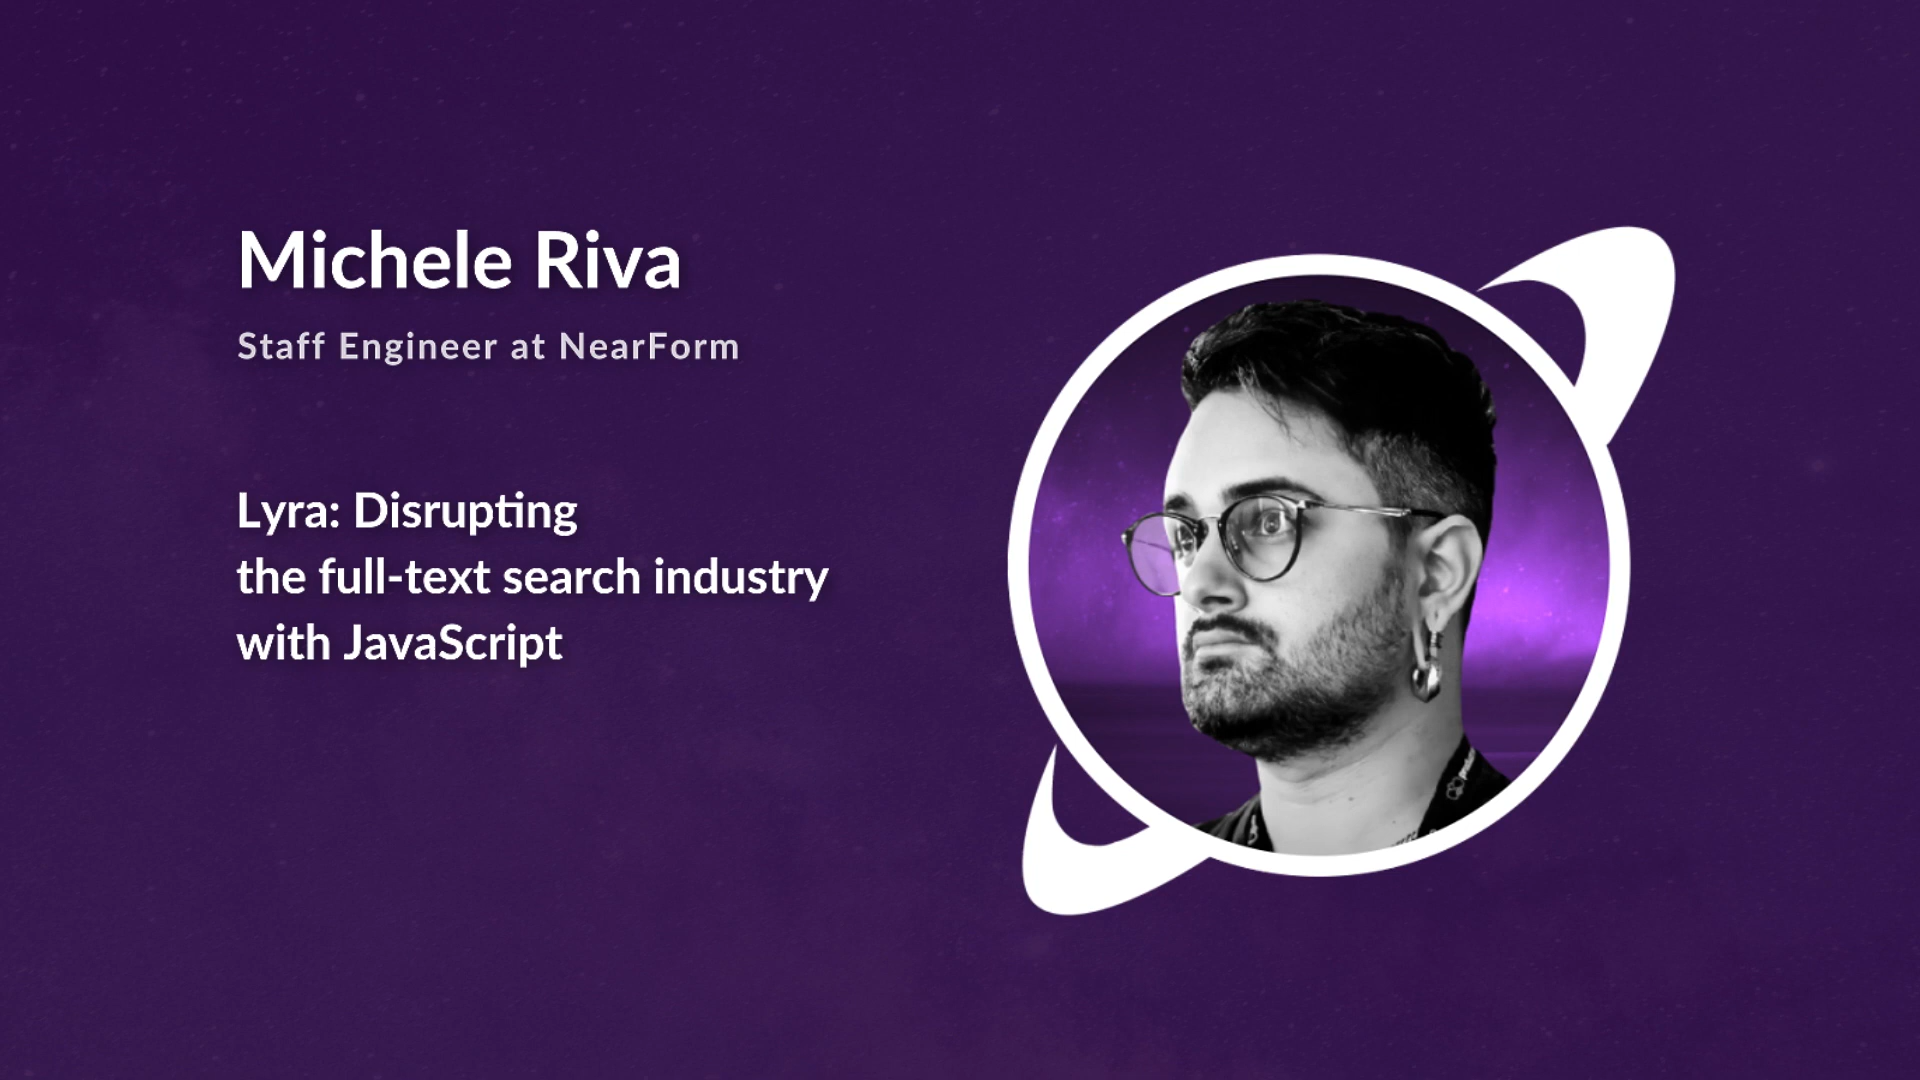 Michele Riva
Staff Engineer at NearForm
Lyra: Disrupting
the full-text search industry
with JavaScript